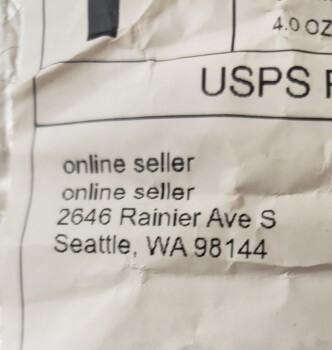 4.0 OZ
USPS
online seller
online seller
2646 Rainier Ave S
Seattle, WA 98144